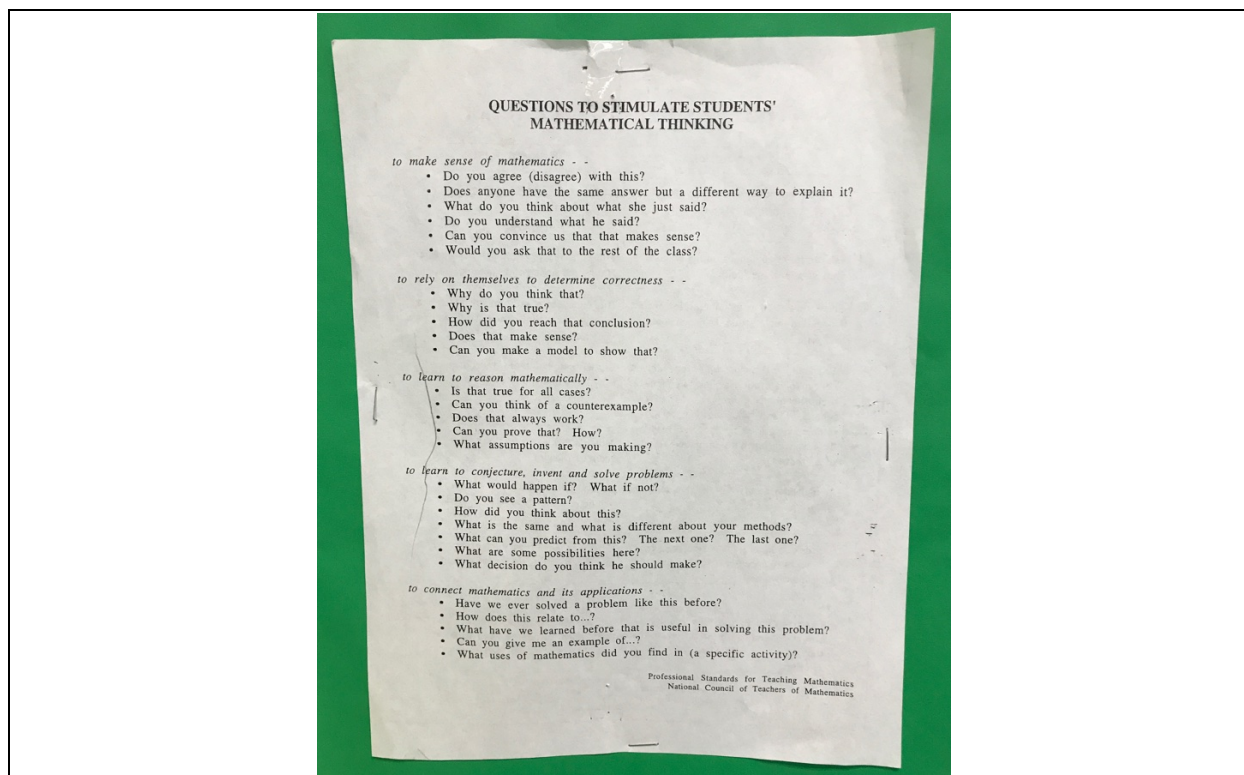 QUESTIONS TO STIMULATE STUDENTS'
MATHEMATICAL THINKING
to make sense of mathematics - -
• Do you agree (disagree) with this?
• Does anyone have the same answer but a different way to explain it?
• What do you think about what she just said?
• Do you understand what he said?
• Can you convince us that that makes sense?
• Would you ask that to the rest of the class?
to rely on themselves to determine correctness - -
• Why do you think that?
• Why is that true?
• How did you reach that conclusion?
• Does that make sense?
• Can you make a model to show that?
to learn to reason mathematically - -
• Is that true for all cases?
• Can you think of a counterexample?
• Does that always work?
• Can you prove that? How?
• What assumptions are you making?
to learn to conjecture, invent and solve problems - -
• What would happen if? What if not?
• Do you see a pattern?
• How did you think about this?
• What is the same and what is different about your methods?
• What can you predict from this? The next one? The last one?
• What are some possibilities here?
• What decision do you think he should make?
to connect mathematics and its applications - -
• Have we ever solved a problem like this before?
• How does this relate to...?
• What have we learned before that is useful in solving this problem?
• Can you give me an example of...?
• What uses of mathematics did you find in (a specific activity)?
Professional Standards for Teaching Mathematics
National Council of Teachers of Mathematics